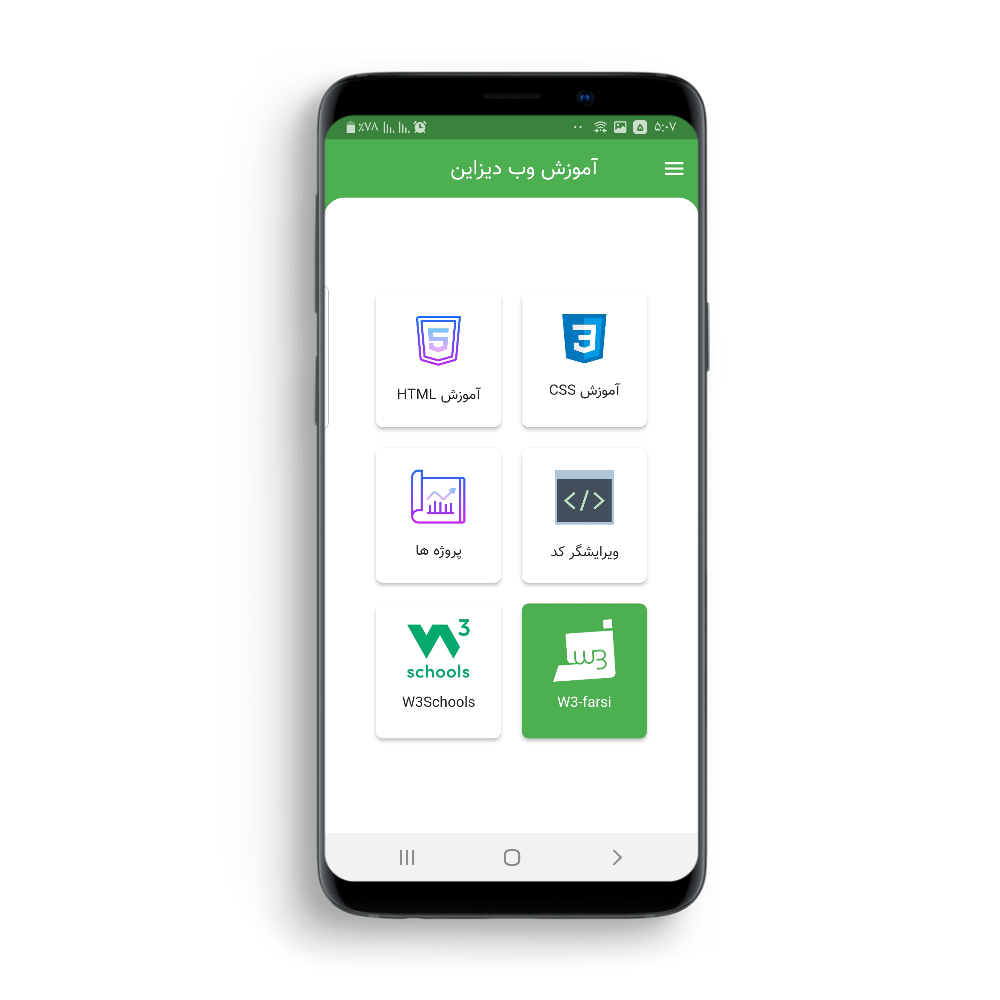 ۵:۰۷ ۵ ٪۷۸
آموزش وب دیزاین
3
5
آموزش CSS
آموزش HTML
ویرایشگر کد
پروژه ها
W3
W3-farsi
W3
schools
W3Schools